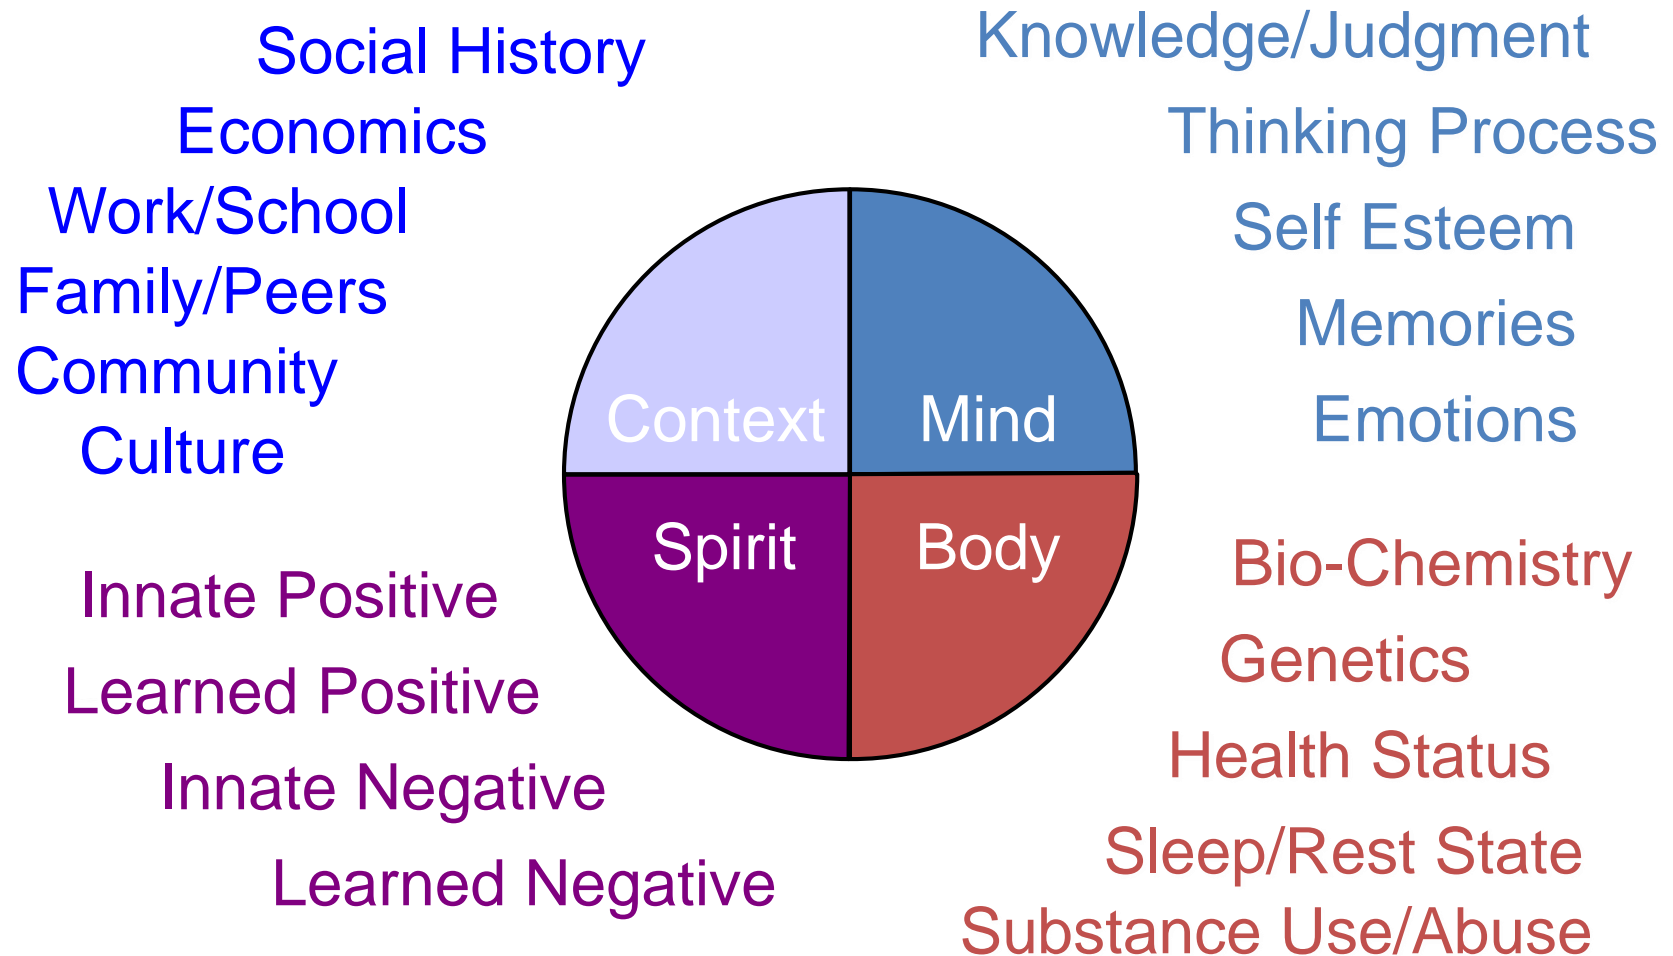 Social History
Economics
Work/School
Family/Peers
Community
Culture
Knowledge/Judgment
Thinking Process
Self Esteem
Memories
Emotions
Context
Mind
Spirit
Body
Innate Positive
Learned Positive
Innate Negative
Learned Negative
Bio-Chemistry
Genetics
Health Status
Sleep/Rest State
Substance Use/Abuse